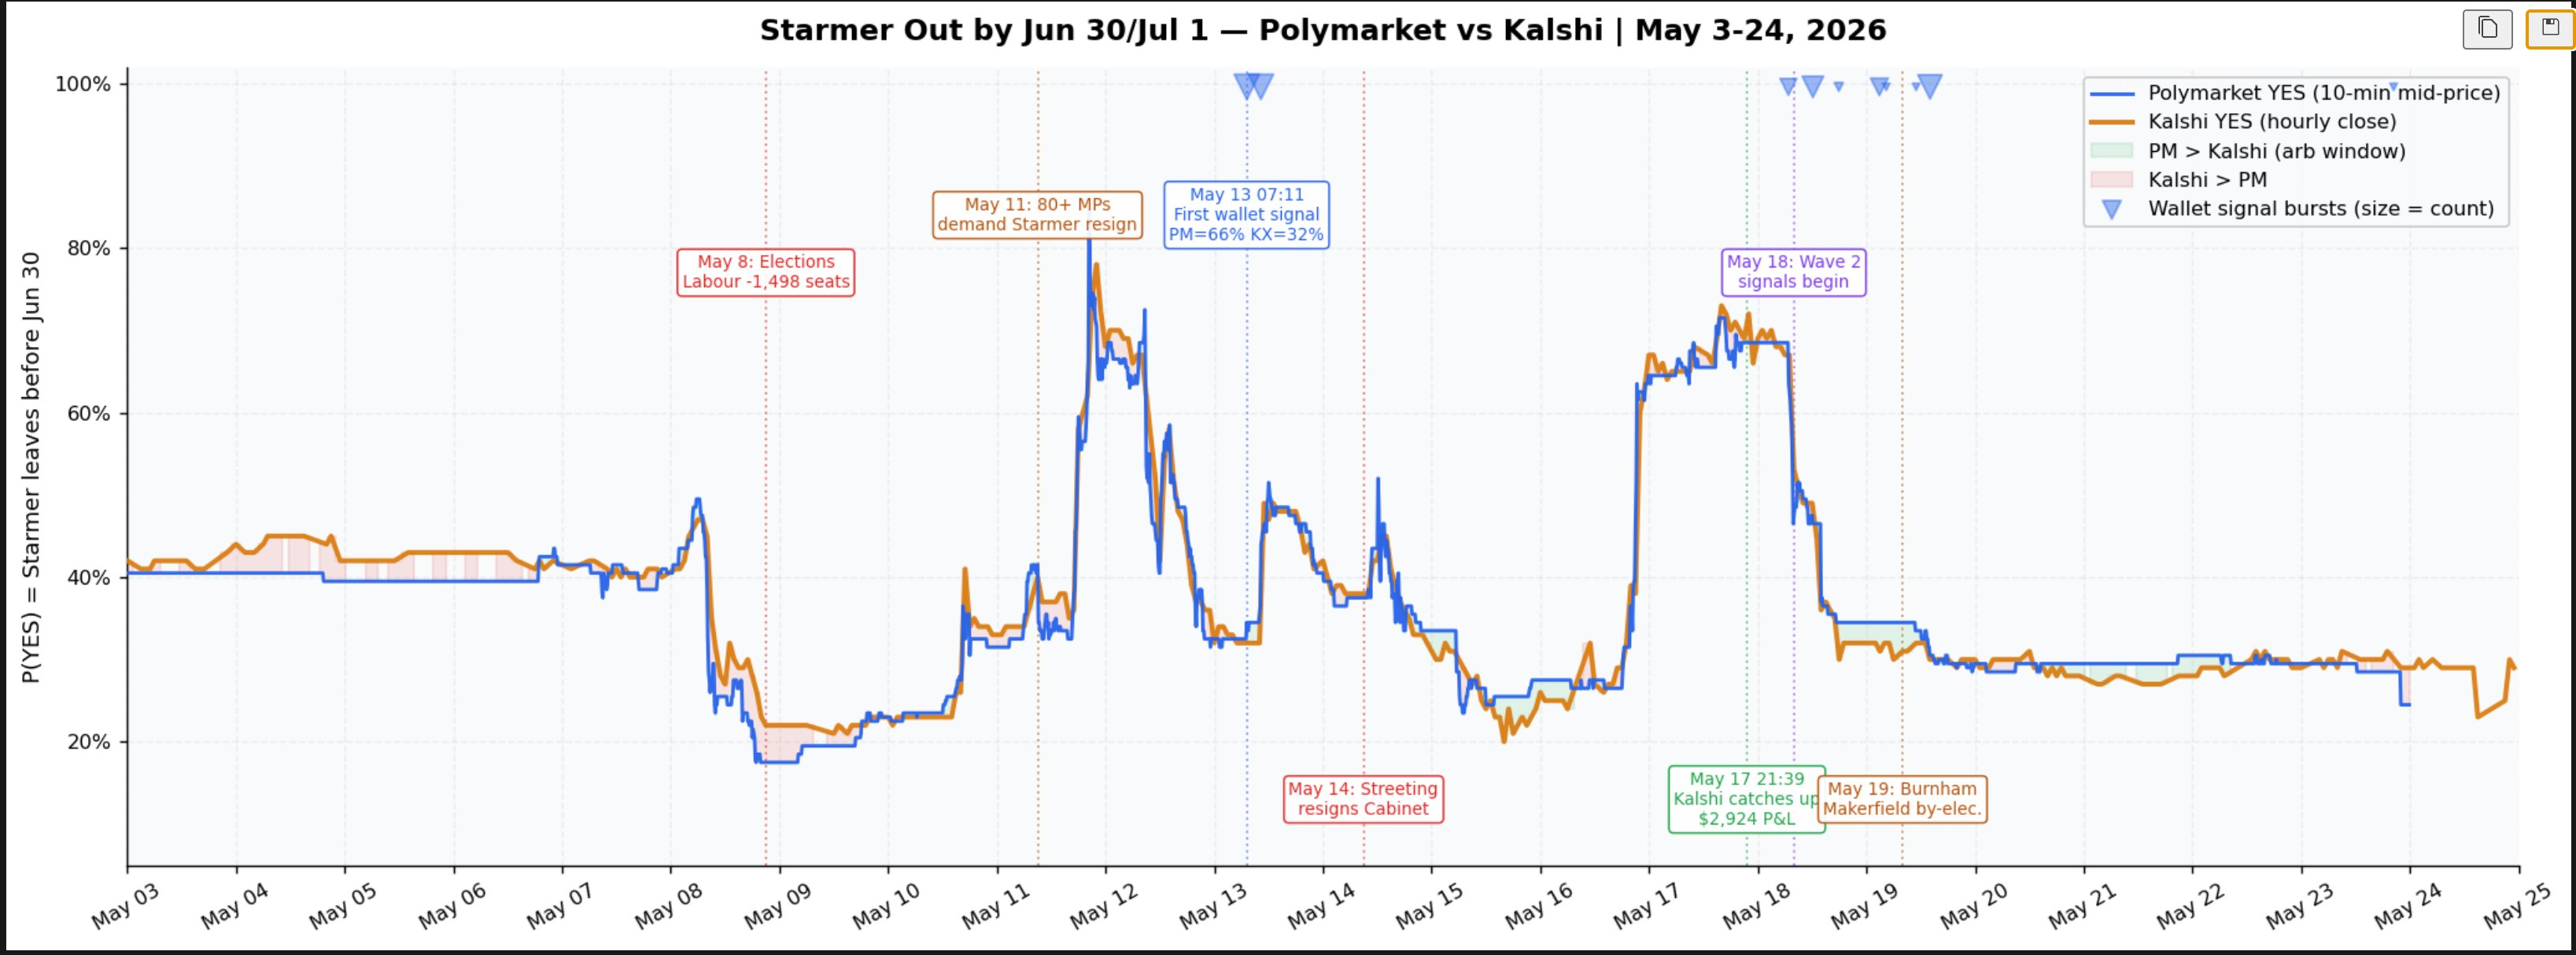 Starmer Out by Jun 30/Jul 1 — Polymarket vs Kalshi | May 3-24, 2026
P(YES) = Starmer leaves before Jun 30
100%
80%
60%
40%
20%
Polymarket YES (10-min mid-price)
Kalshi YES (hourly close)
PM > Kalshi (arb window)
Kalshi > PM
Wallet signal bursts (size = count)
May 8: Elections
Labour -1,498 seats
May 11: 80+ MPs
demand Starmer resign
May 13 07:11
First wallet signal
PM=66% KX=32%
May 14: Streeting
resigns Cabinet
May 17 21:39
Kalshi catches up
$2,924 P&L
May 18: Wave 2
signals begin
May 19: Burnham
Makerfield by-elec.
May 03
May 04
May 05
May 06
May 07
May 08
May 09
May 10
May 11
May 12
May 13
May 14
May 15
May 16
May 17
May 18
May 19
May 20
May 21
May 22
May 23
May 24
May 25